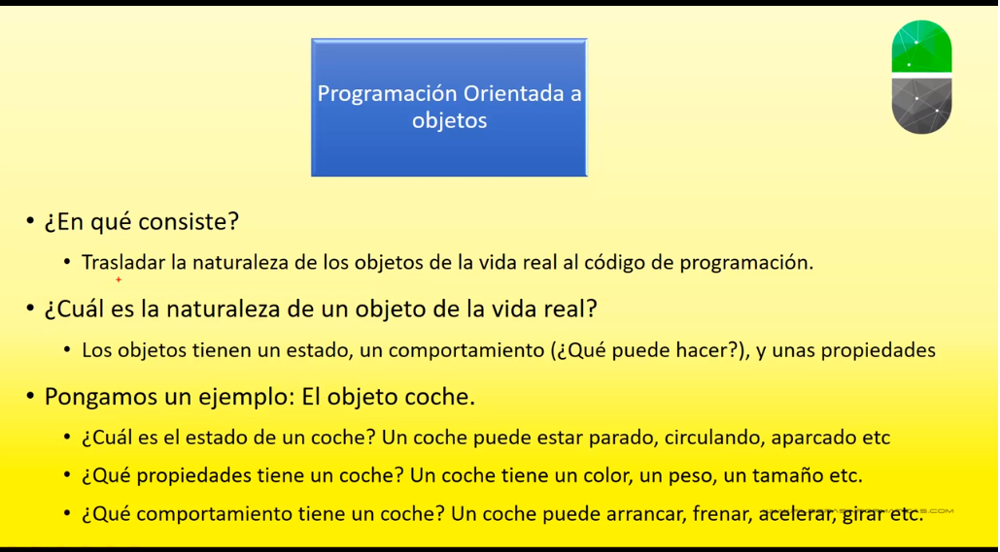 Programación Orientada a
objetos
• ¿En qué consiste?
• Trasladar la naturaleza de los objetos de la vida real al código de programación.
• ¿Cuál es la naturaleza de un objeto de la vida real?
• Los objetos tienen un estado, un comportamiento (¿Qué puede hacer?), y unas propiedades
• Pongamos un ejemplo: El objeto coche.
• ¿Cuál es el estado de un coche? Un coche puede estar parado, circulando, aparcado etc
• ¿Qué propiedades tiene un coche? Un coche tiene un color, un peso, un tamaño etc.
• ¿Qué comportamiento tiene un coche? Un coche puede arrancar, frenar, acelerar, girar etc.